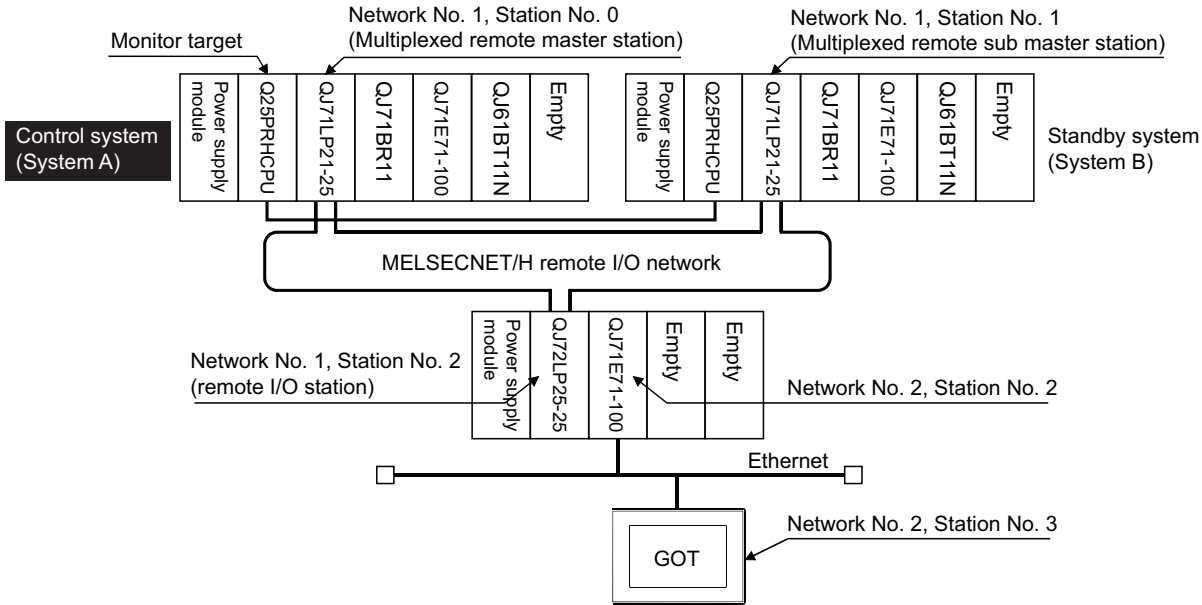 Network No. 1, Station No. 0
(Multiplexed remote master station)
Network No. 1, Station No. 1
(Multiplexed remote sub master station)
Monitor target
Control system
(System A)
Power supply
module
Q25PRHCPU
QJ71LP21-25
QJ71BR11
QJ71E71-100
QJ61BT11N
Empty
Power supply
module
Q25PRHCPU
QJ71LP21-25
QJ71BR11
QJ71E71-100
QJ61BT11N
Empty
Standby system
(System B)
MELSECNET/H remote I/O network
Network No. 1, Station No. 2
(remote I/O station)
Power supply
module
QJ72LP25-25
QJ71E71-100
Empty
Empty
Network No. 2, Station No. 2
Ethernet
Network No. 2, Station No. 3
GOT